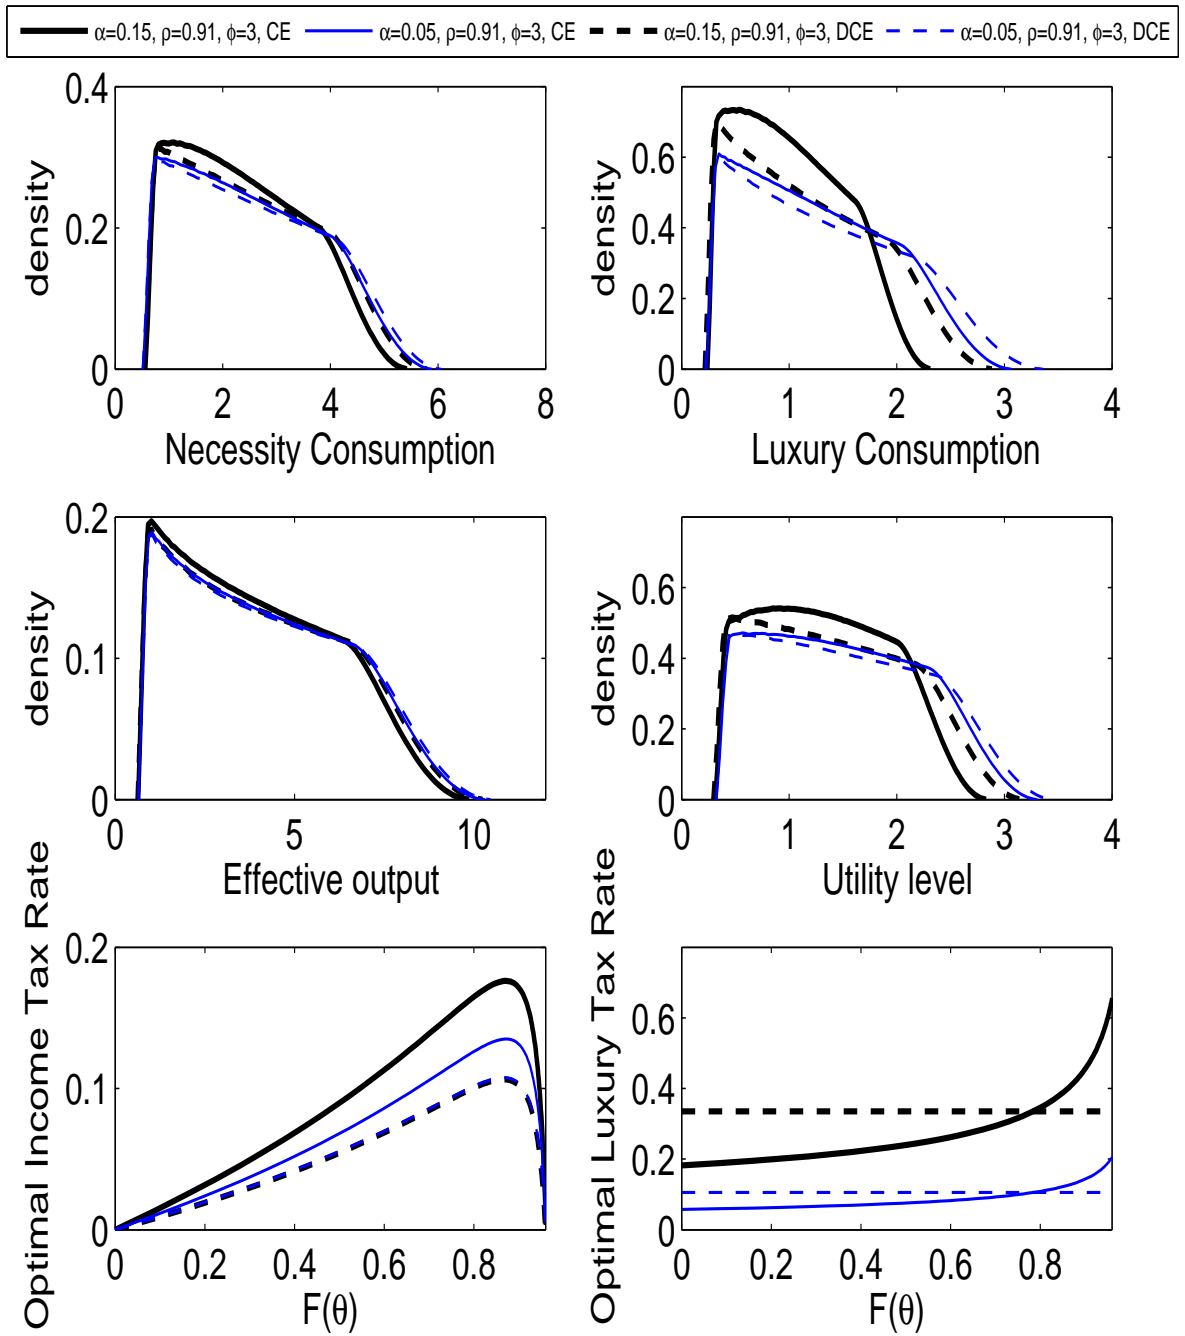 α=0.15, ρ=0.91, φ=3, CE α=0.05, ρ=0.91, φ=3, CE α=0.15, ρ=0.91, φ=3, DCE α=0.05, ρ=0.91, φ=3, DCE
0.4
0.2
0
density
0 2 4 6 8
Necessity Consumption
0.6
0.4
0.2
0
density
0 1 2 3 4
Luxury Consumption
0.2
0.1
0
density
0 5 10
Effective output
0.6
0.4
0.2
0
density
0 1 2 3 4
Utility level
Optimal Income Tax Rate
0.2
0.1
0
0 0.2 0.4 0.6 0.8
F(θ)
Optimal Luxury Tax Rate
0.6
0.4
0.2
0
0 0.2 0.4 0.6 0.8
F(θ)